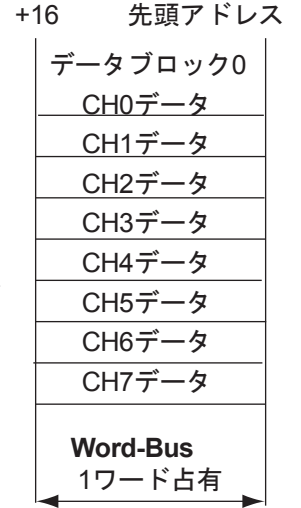 +16 先頭アドレス
データブロック0
CH0データ
CH1データ
CH2データ
CH3データ
CH4データ
CH5データ
CH6データ
CH7データ
Word-Bus
1ワード占有